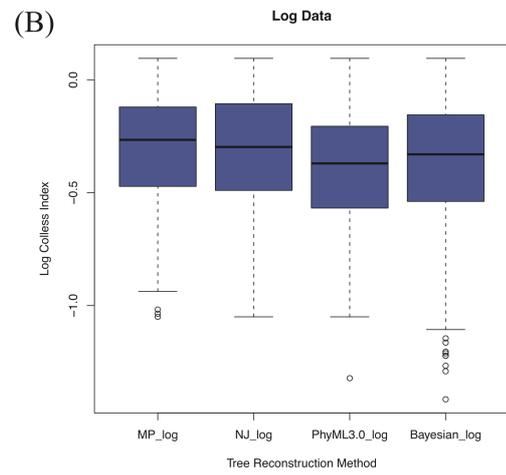 (B)
Log Data
0.0
−0.5
−1.0
Log Colless Index
MP_log NJ_log PhyML3.0_log Bayesian_log
Tree Reconstruction Method